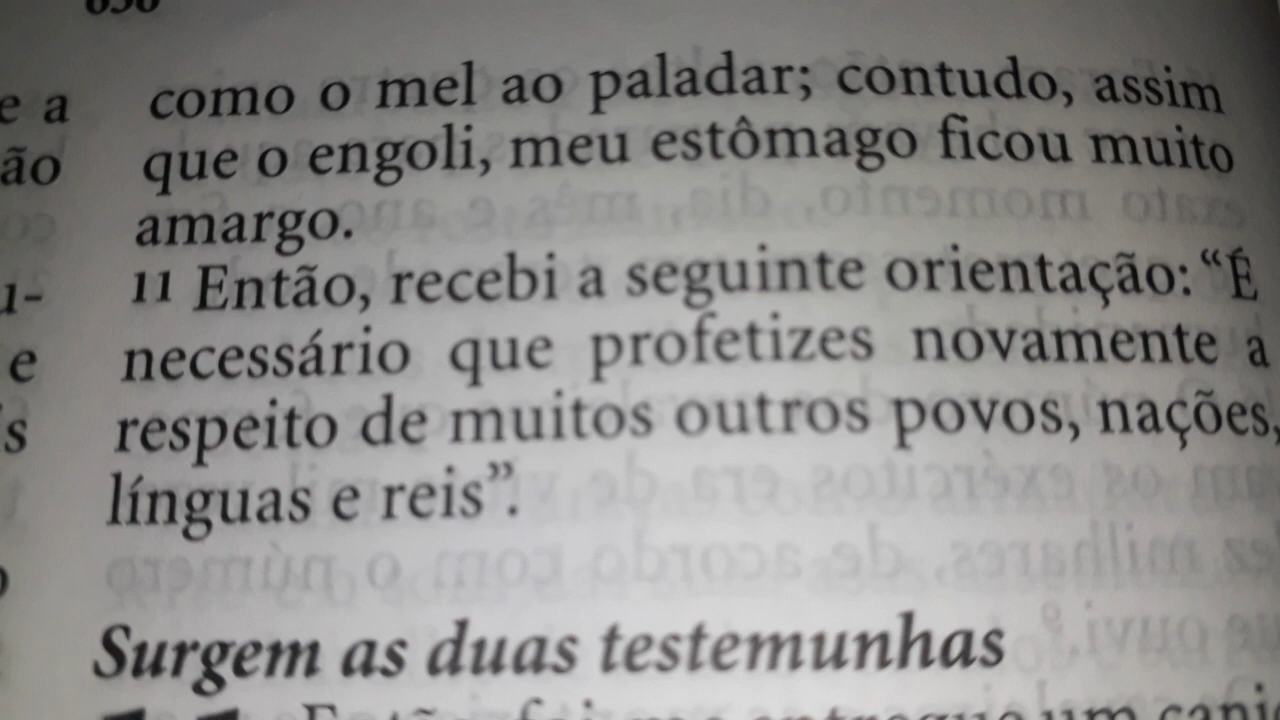 e a
ão
e
como o mel ao paladar; contudo, assim
que o engoli, meu estômago ficou muito
amargo.
11 Então, recebi a seguinte orientação: “É
necessário que profetizes novamente a
respeito de muitos outros povos, nações,
línguas e reis”.
Surgem as duas testemunhas